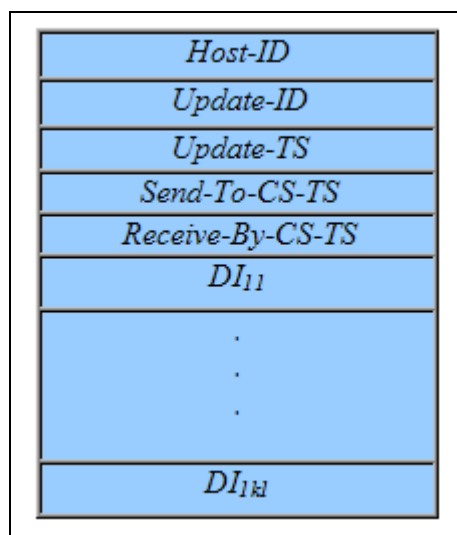 Host-ID
Update-ID
Update-TS
Send-To-CS-TS
Receive-By-CS-TS
DI11
.
.
.
DI1kl